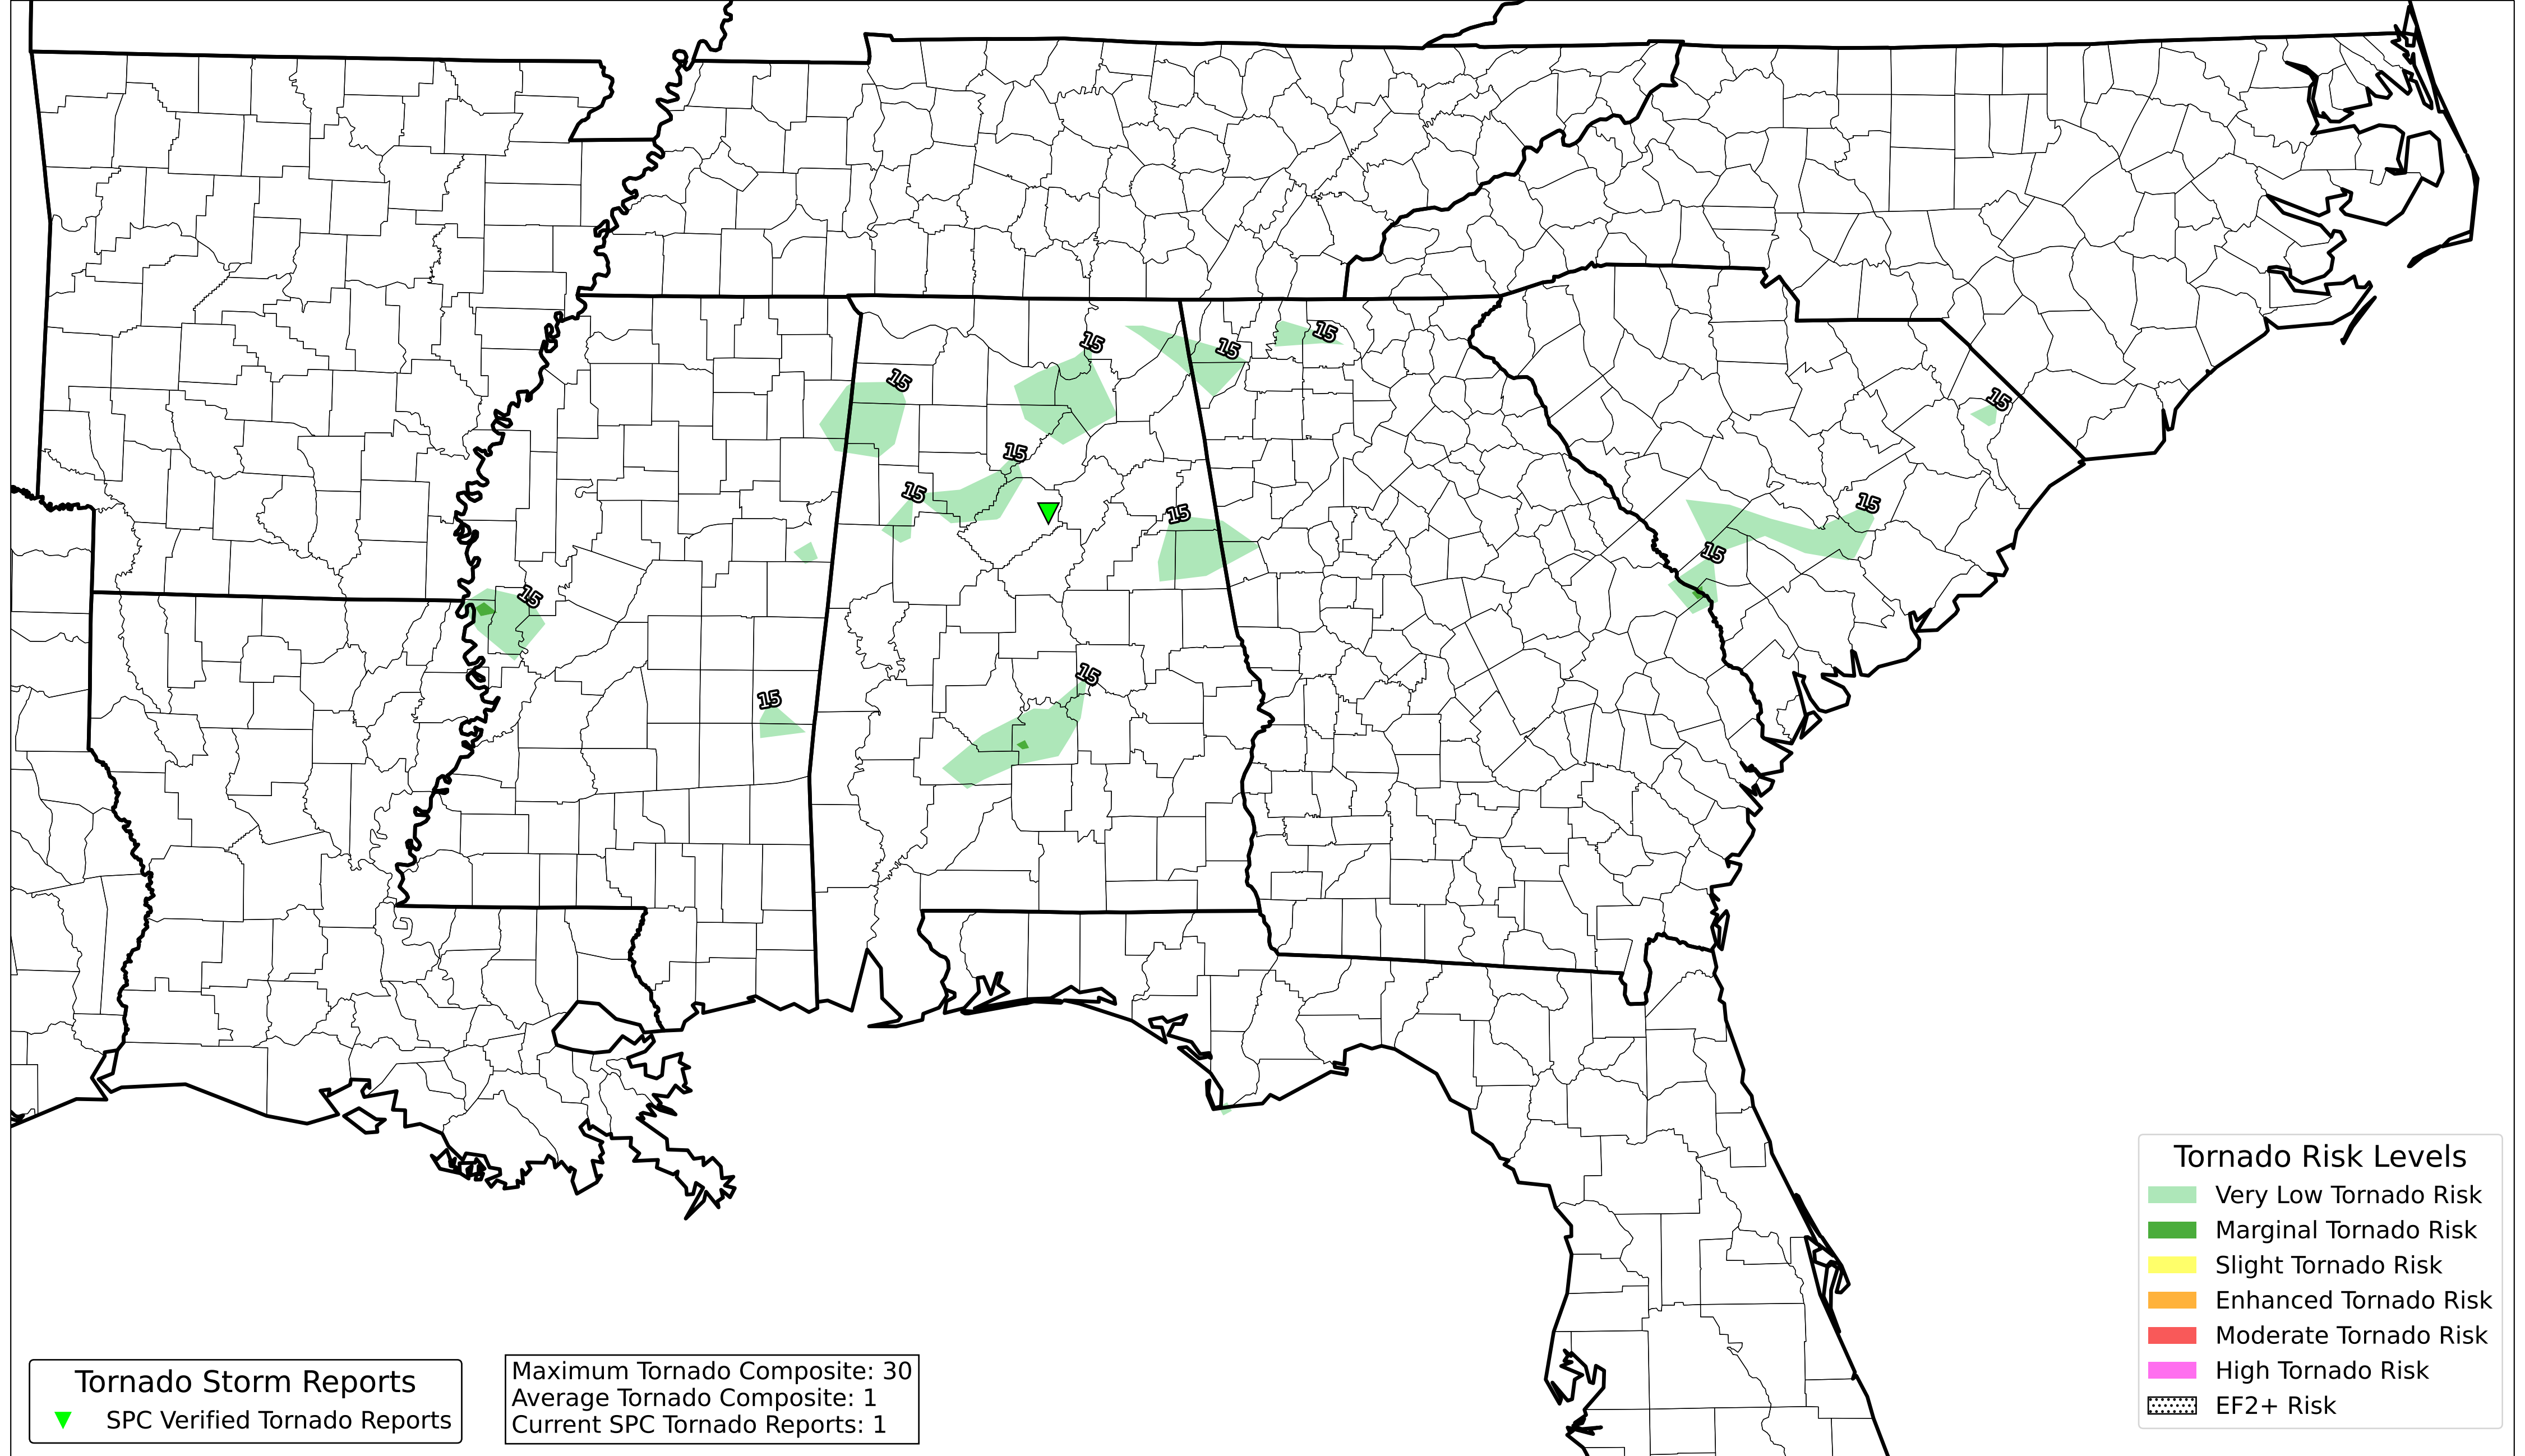 15
15
15
15
15
15
15
15
15
15
15
15
15
Tornado Risk Levels
Very Low Tornado Risk
Marginal Tornado Risk
Slight Tornado Risk
Enhanced Tornado Risk
Moderate Tornado Risk
High Tornado Risk
EF2+ Risk
Tornado Storm Reports
SPC Verified Tornado Reports
Maximum Tornado Composite: 30
Average Tornado Composite: 1
Current SPC Tornado Reports: 1